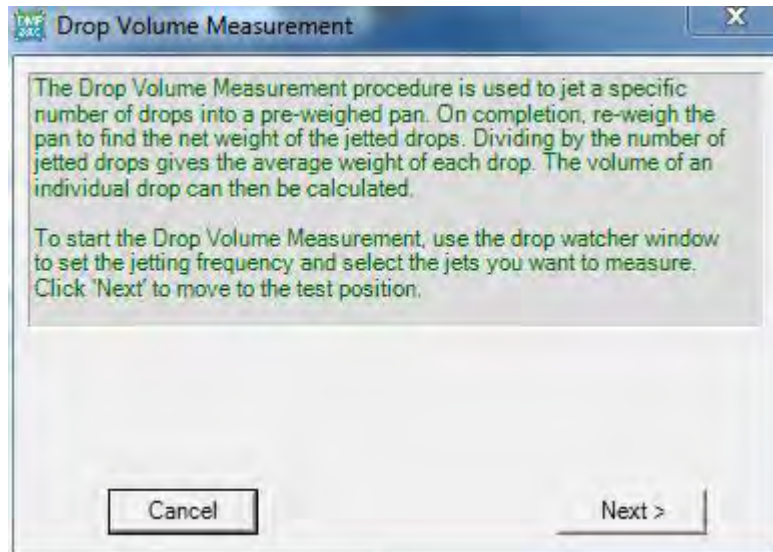 Drop Volume Measurement
X
The Drop Volume Measurement procedure is used to jet a specific
number of drops into a pre-weighed pan. On completion, re-weigh the
pan to find the net weight of the jetted drops. Dividing by the number of
jetted drops gives the average weight of each drop. The volume of an
individual drop can then be calculated.
To start the Drop Volume Measurement, use the drop watcher window
to set the jetting frequency and select the jets you want to measure.
Click 'Next' to move to the test position.
Cancel
Next >